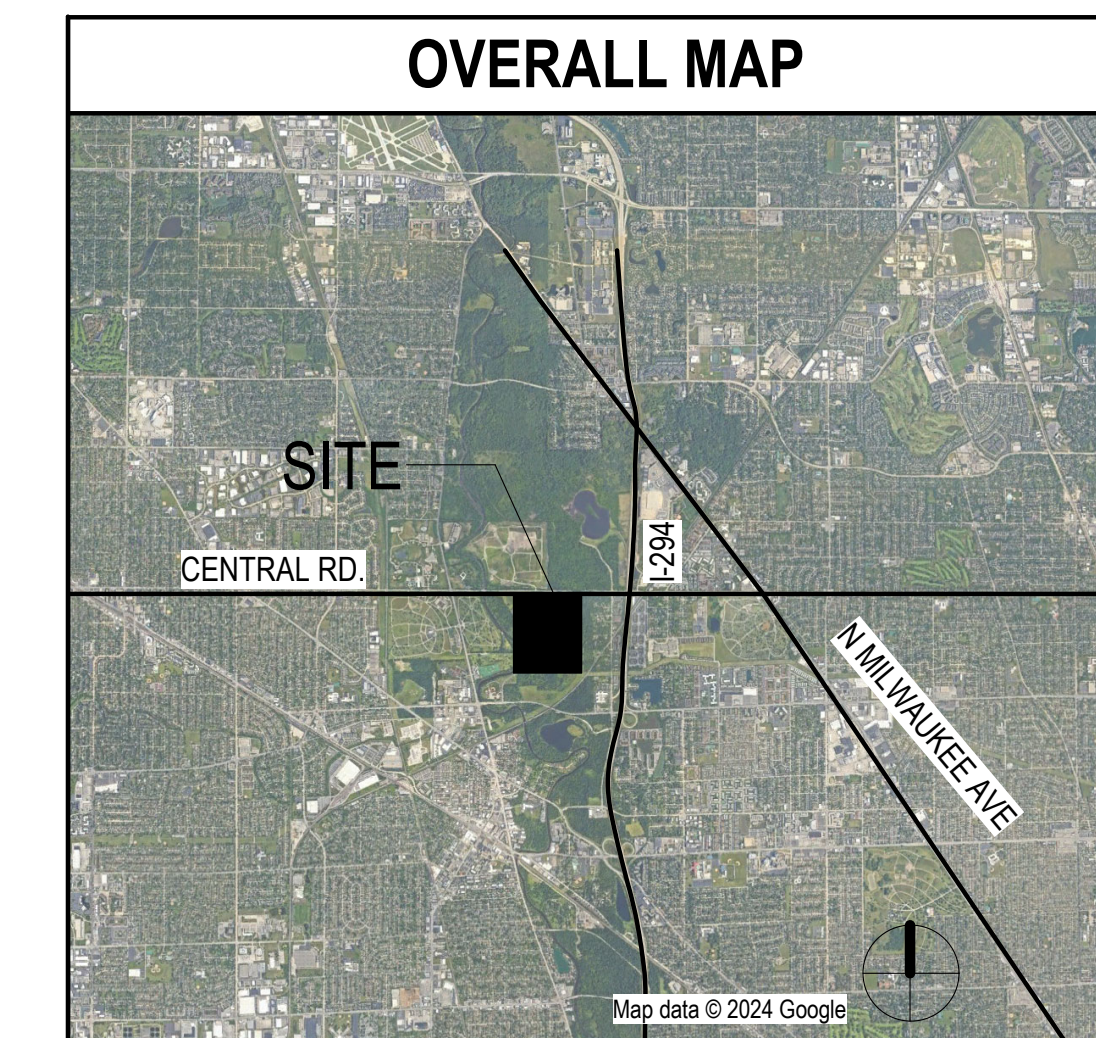 OVERALL MAP
SITE
CENTRAL RD.
I-294
N MILWAUKEE AVE
Map data © 2024 Google